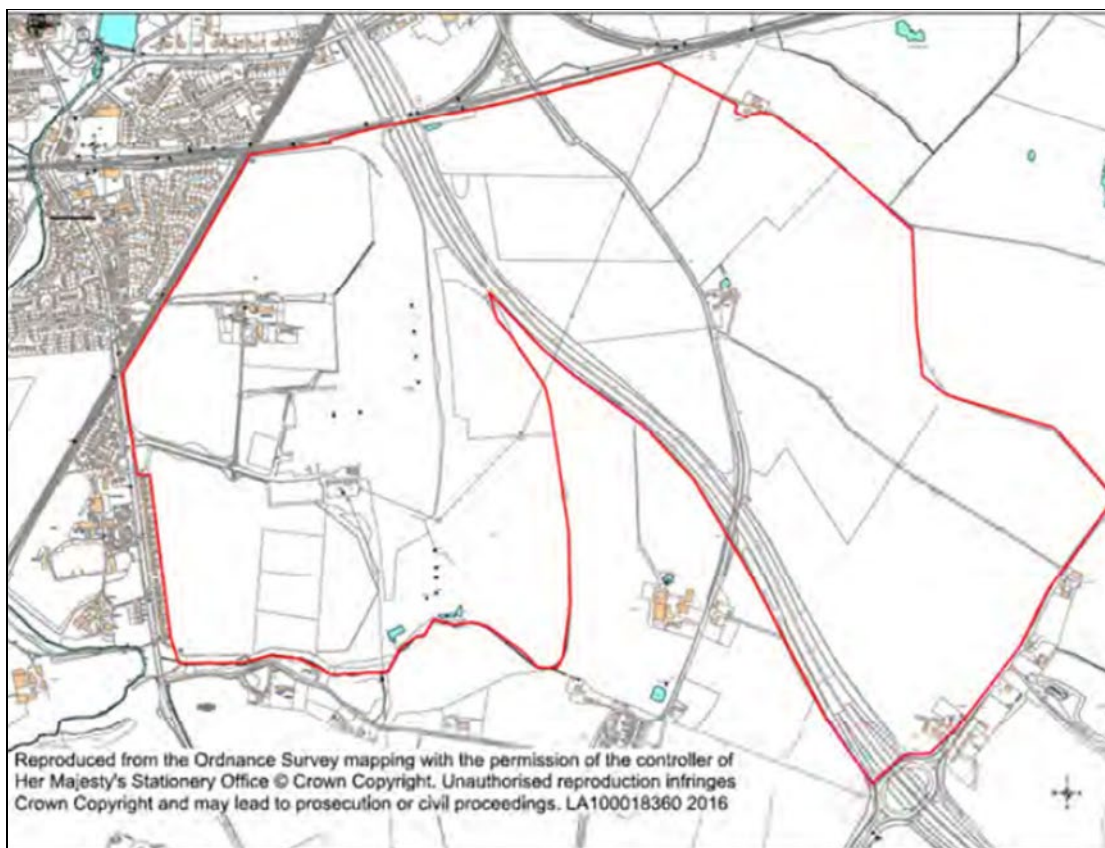 Reproduced from the Ordnance Survey mapping with the permission of the controller of
Her Majesty's Stationery Office © Crown Copyright. Unauthorised reproduction infringes
Crown Copyright and may lead to prosecution or civil proceedings. LA100018360 2016